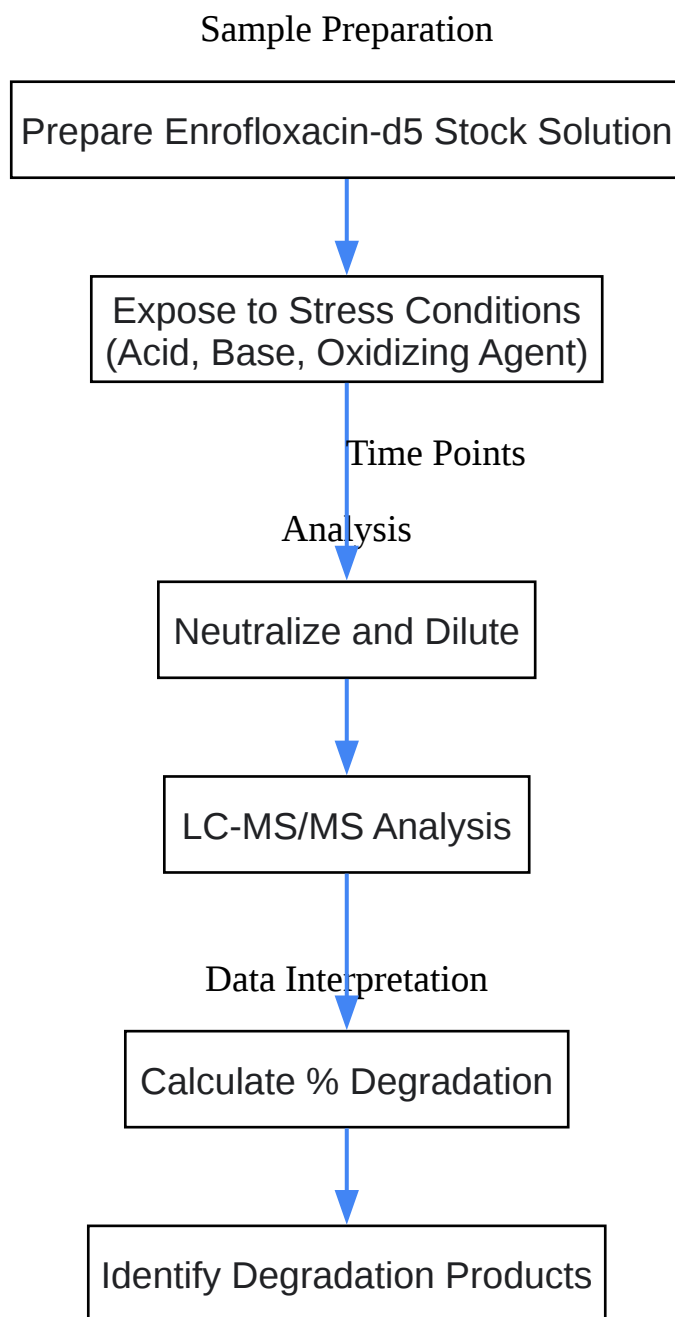 Sample Preparation
Prepare Enrofloxacin-d5 Stock Solution
Expose to Stress Conditions
(Acid, Base, Oxidizing Agent)
Time Points
Analysis
Neutralize and Dilute
LC-MS/MS Analysis
Data Interpretation
Calculate % Degradation
Identify Degradation Products